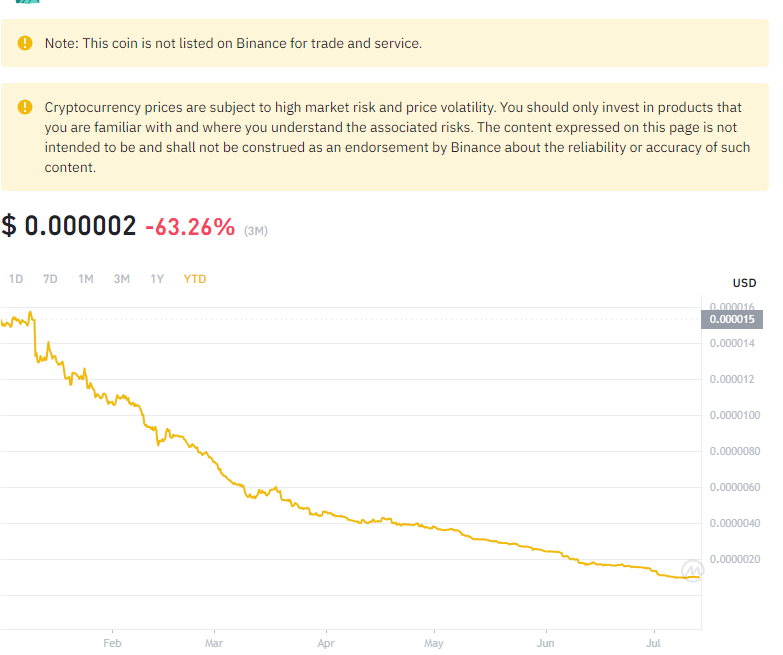 Note: This coin is not listed on Binance for trade and service.
Cryptocurrency prices are subject to high market risk and price volatility. You should only invest in products that
you are familiar with and where you understand the associated risks. The content expressed on this page is not
intended to be and shall not be construed as an endorsement by Binance about the reliability or accuracy of such
content.
$ 0.000002 -63.26% (3M)
1D 7D 1M 3M 1Y YTD
USD
0.000016
0.000015
0.000014
0.000012
0.0000100
0.0000080
0.0000060
0.0000040
0.0000020
Feb Mar Apr May Jun Jul